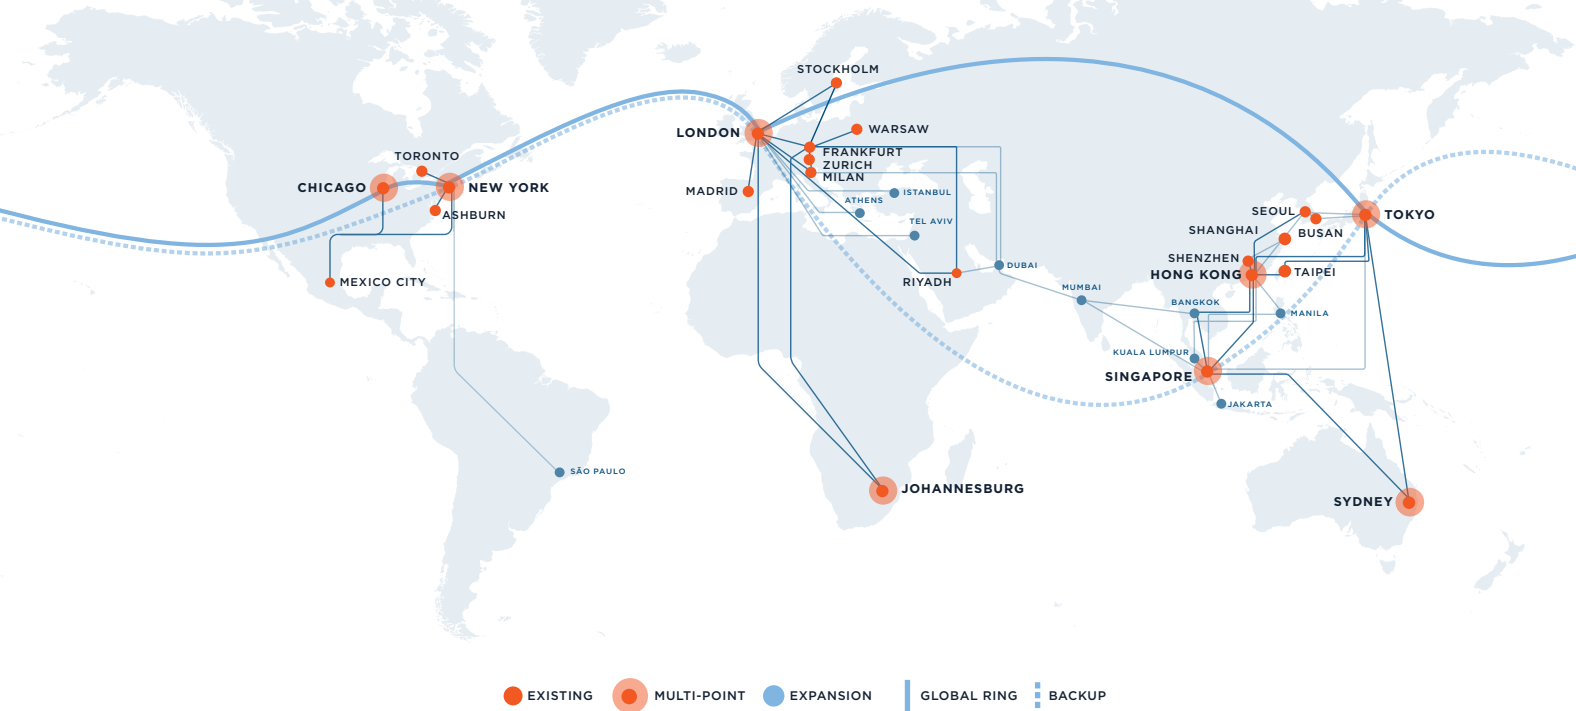 STOCKHOLM
LONDON
WARSAW
FRANKFURT
TORONTO
ZURICH
MILAN
CHICAGO
NEW YORK
MADRID
ISTANBUL
ATHENS
ASHBURN
SEOUL
TOKYO
TEL AVIV
SHANGHAI
BUSAN
SHENZHEN
DUBAI
HONG KONG
TAIPEI
MEXICO CITY
RIYADH
MUMBAI
BANGKOK
MANILA
KUALA LUMPUR
SINGAPORE
JAKARTA
SÃO PAULO
JOHANNESBURG
SYDNEY
EXISTING
MULTI-POINT
EXPANSION
GLOBAL RING
BACKUP